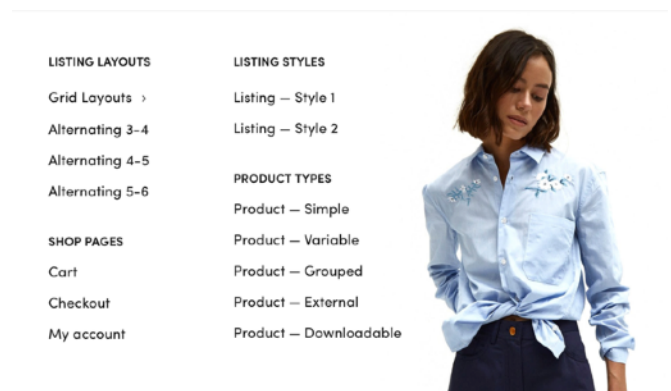 LISTING LAYOUTS
Grid Layouts >
Alternating 3-4
Alternating 4-5
Alternating 5-6
SHOP PAGES
Cart
Checkout
My account
LISTING STYLES
Listing — Style 1
Listing — Style 2
PRODUCT TYPES
Product — Simple
Product — Variable
Product — Grouped
Product — External
Product — Downloadable